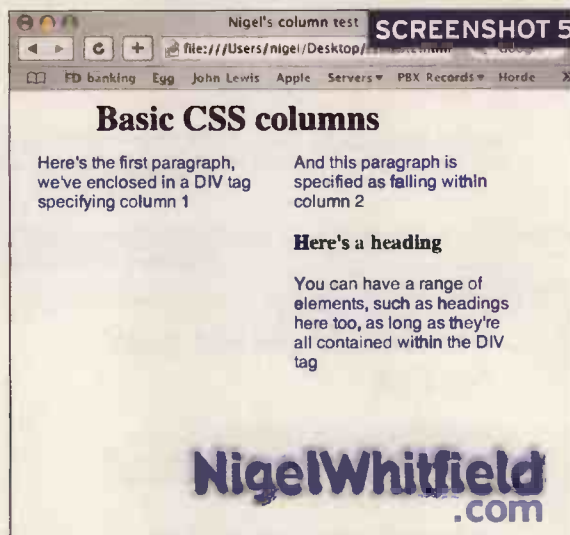 Nigel's column test
SCREENSHOT 5
file:///Users/nigel/Desktop/
FD banking Egg John Lewis Apple Servers▾ PBX Records▾ Horde
Basic CSS columns
Here's the first paragraph,
we've enclosed in a DIV tag
specifying column 1
And this paragraph is
specified as falling within
column 2
Here's a heading
You can have a range of
elements, such as headings
here too, as long as they're
all contained within the DIV
tag
NigelWhitfield
.com